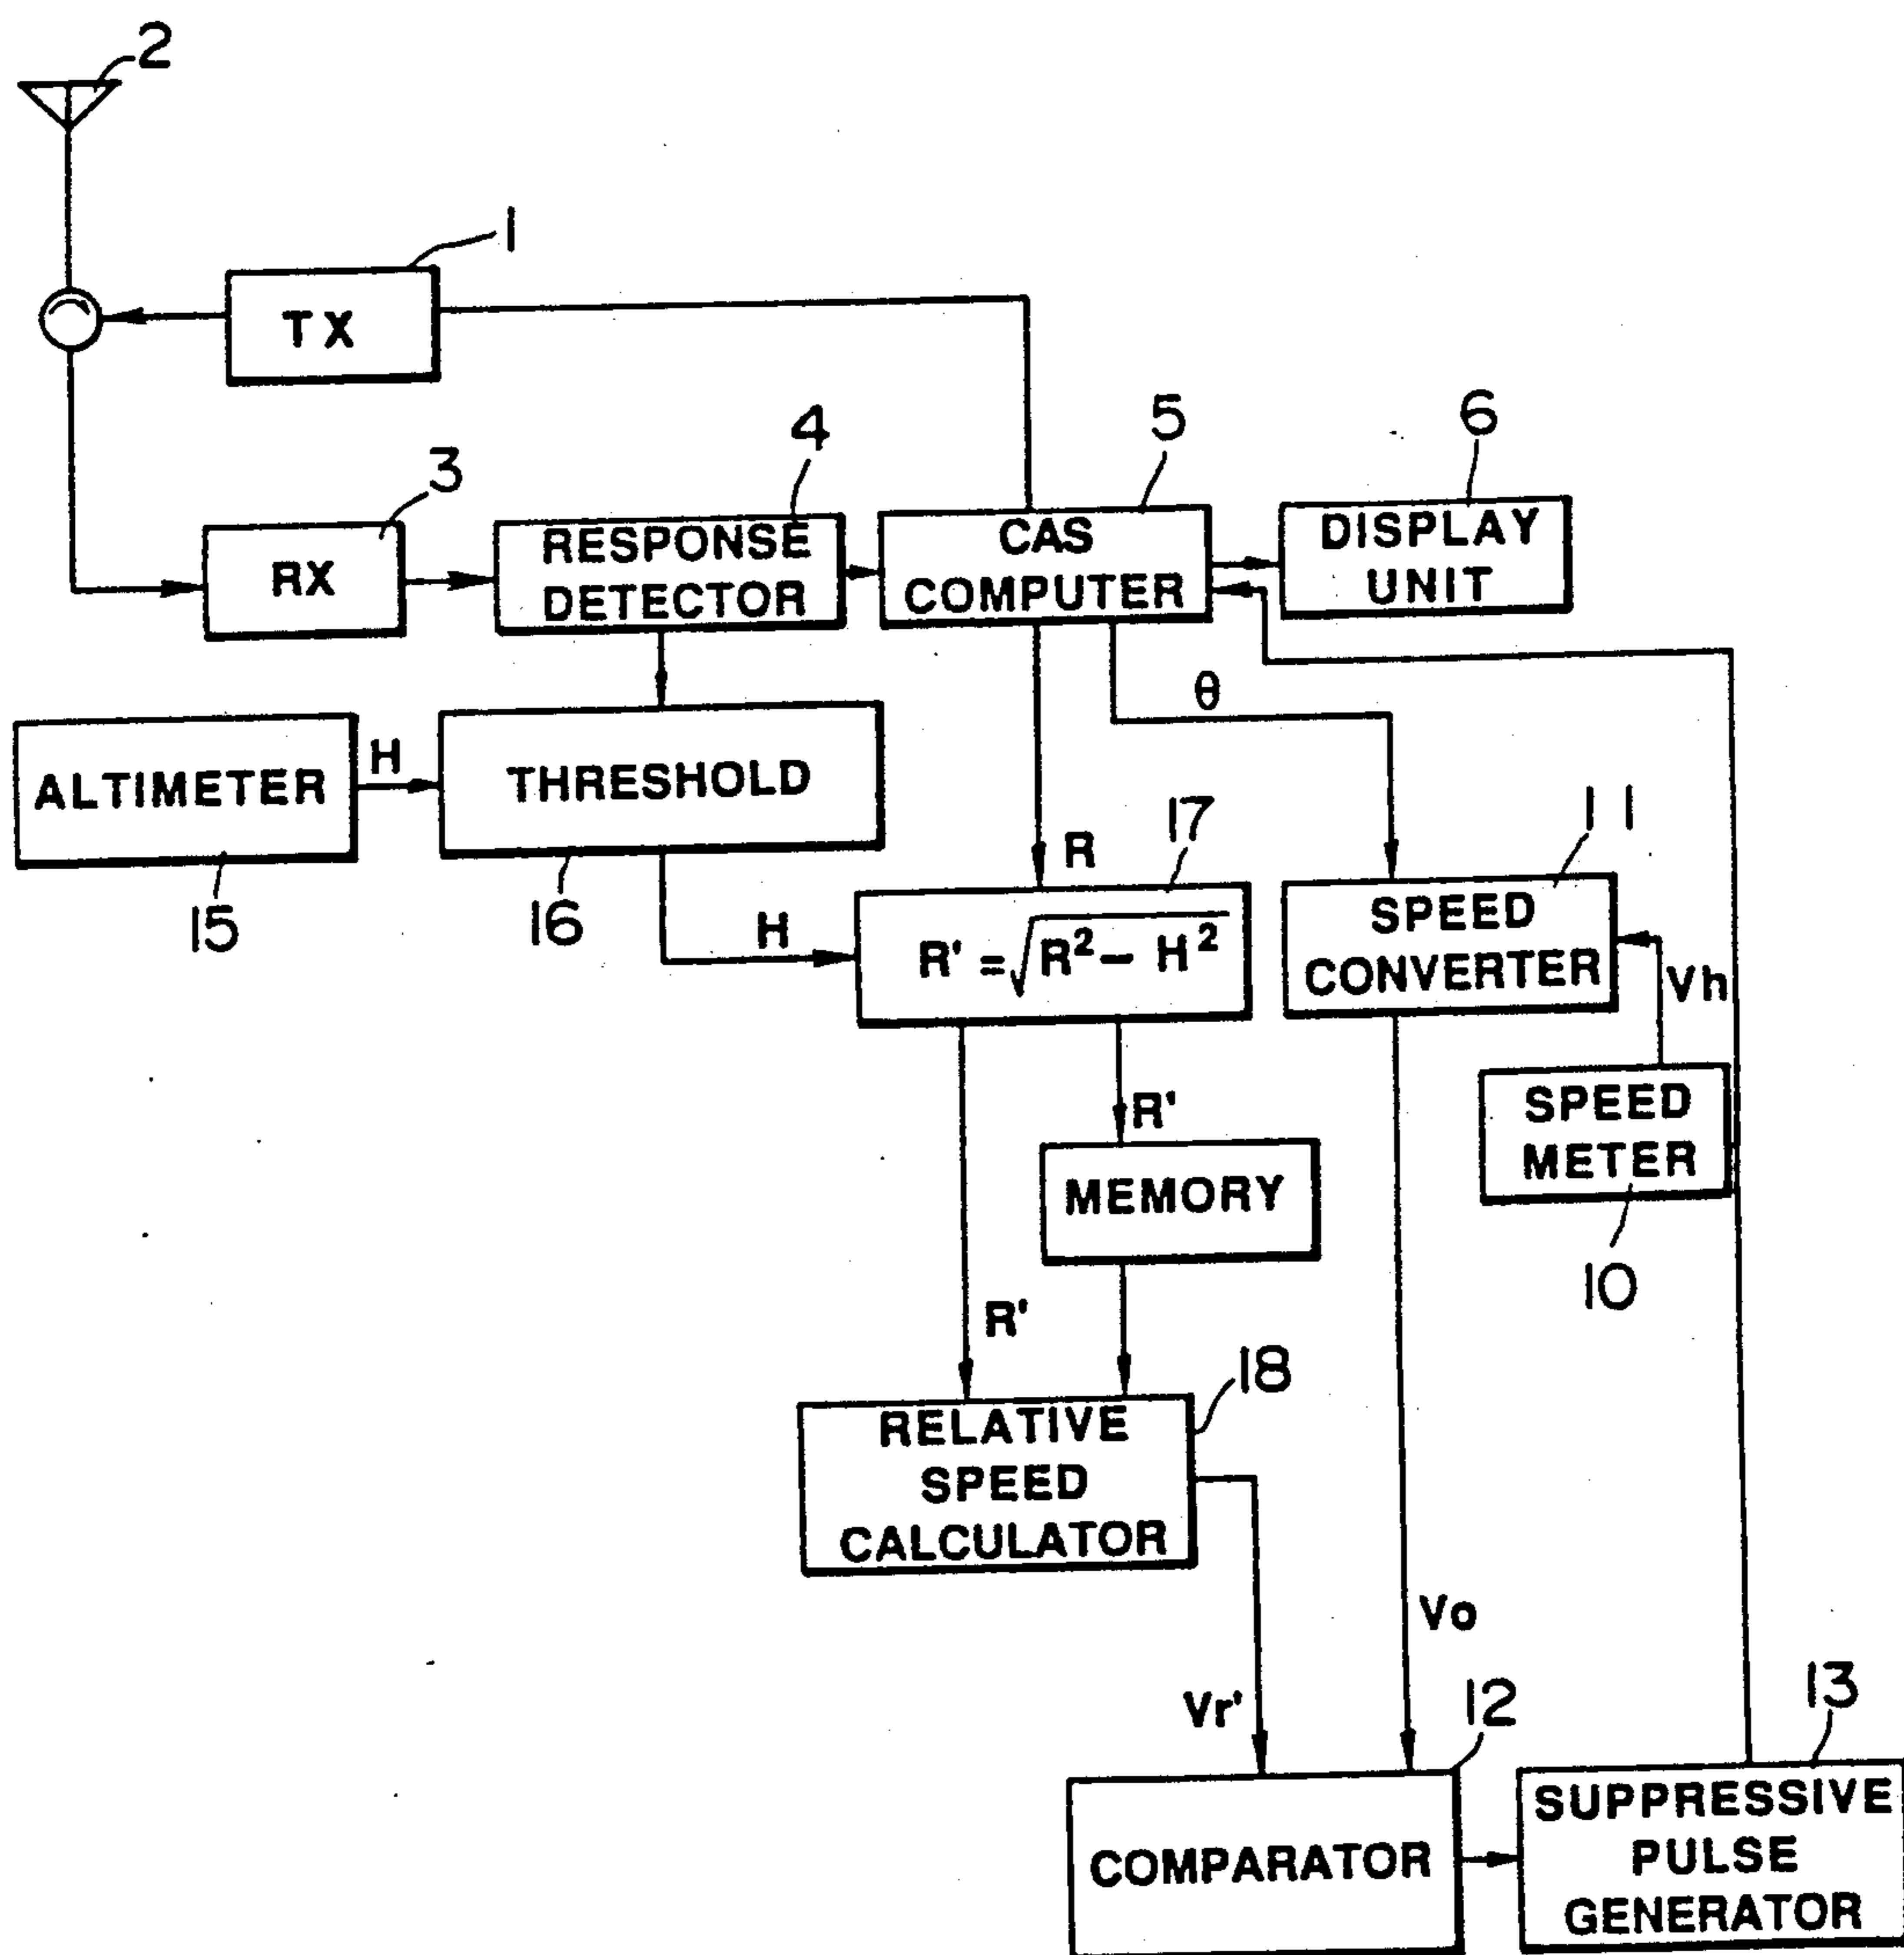 2
1
TX
3
RX
4
RESPONSE
DETECTOR
5
CAS
COMPUTER
6
DISPLAY
UNIT
θ
ALTIMETER
15
H
THRESHOLD
16
R
H
17
R' = √R² − H²
11
SPEED
CONVERTER
Vh
SPEED
METER
10
R'
MEMORY
R'
18
RELATIVE
SPEED
CALCULATOR
Vo
Vr'
12
COMPARATOR
13
SUPPRESSIVE
PULSE
GENERATOR